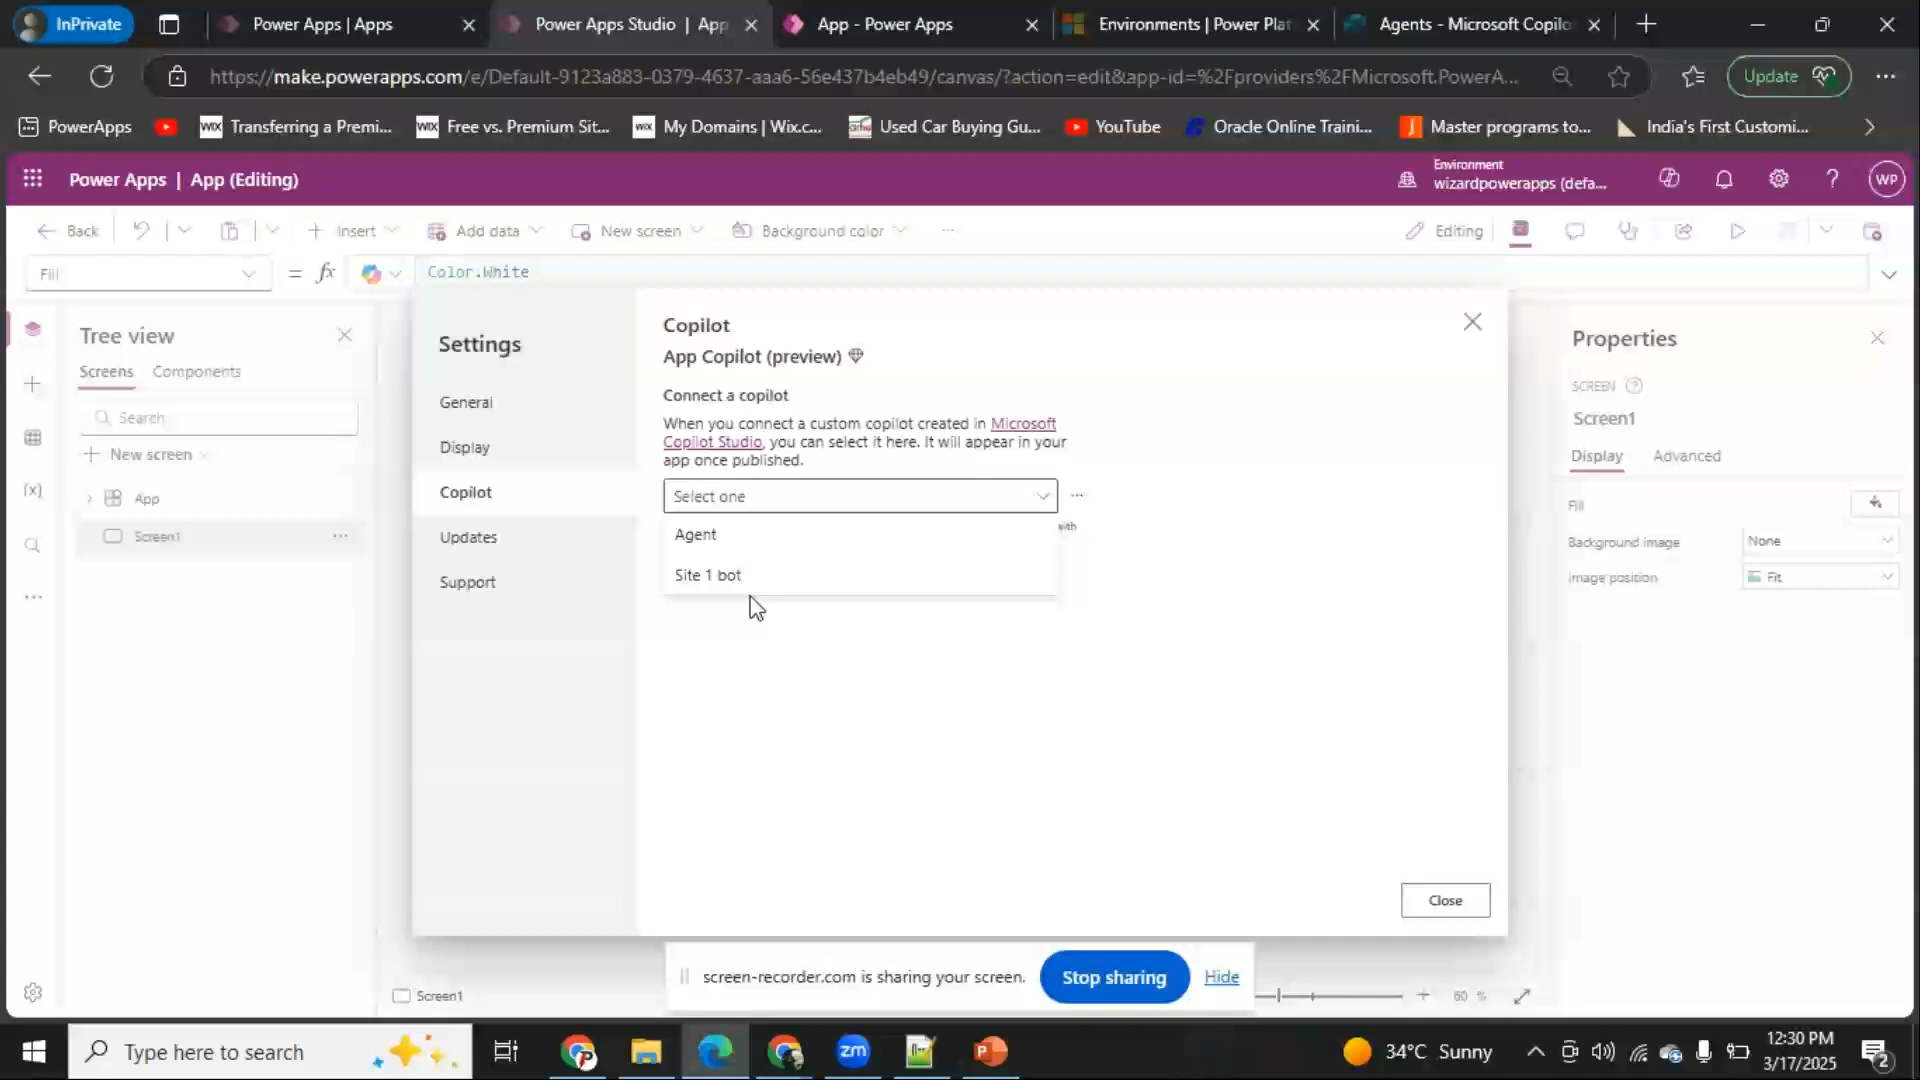 InPrivate
Power Apps | Apps
Power Apps Studio | App
App - Power Apps
Environments | Power Plat
Agents - Microsoft Copilo
https://make.powerapps.com/e/Default-9123a883-0379-4637-aaa6-56e437b4eb49/canvas/?action=edit&app-id=%2Fproviders%2FMicrosoft.PowerA...
Update
PowerApps
WIX Transferring a Premi...
WIX Free vs. Premium Sit...
WIX My Domains | Wix.c...
Used Car Buying Gu...
YouTube
Oracle Online Traini...
Master programs to...
India's First Customi...
Power Apps | App (Editing)
Environment
wizardpowerapps (defa...
WP
Back
Insert
Add data
New screen
Background color
...
Editing
Fill
= fx
Color.White
Tree view
Screens
Components
Search
New screen
App
Screen1
Settings
General
Display
Copilot
Updates
Support
Copilot
App Copilot (preview)
Connect a copilot
When you connect a custom copilot created in Microsoft
Copilot Studio, you can select it here. It will appear in your
app once published.
Select one
with
Agent
Site 1 bot
Close
Properties
SCREEN
Screen1
Display
Advanced
Fill
Background image
None
Image position
Fit
screen-recorder.com is sharing your screen.
Stop sharing
Hide
Screen1
60 %
Type here to search
zm
34°C Sunny
12:30 PM
3/17/2025
2